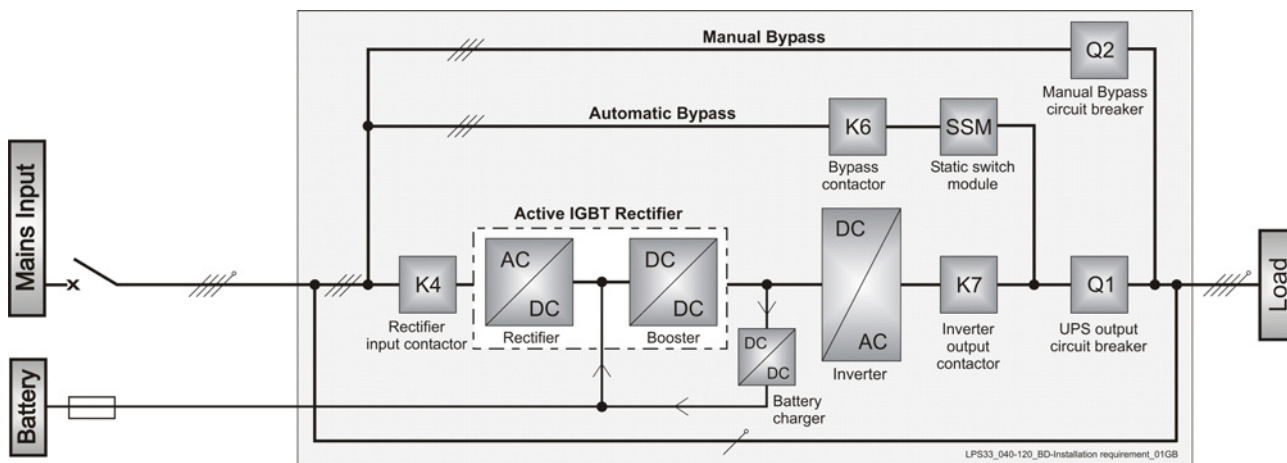 Manual Bypass
Q2
Manual Bypass
circuit breaker
Automatic Bypass
K6
SSM
Bypass
contactor
Static switch
module
Mains Input
Active IGBT Rectifier
K4
AC
DC
DC
DC
DC
AC
K7
Q1
Rectifier
input contactor
Rectifier
Booster
DC
DC
Battery
charger
Inverter
Inverter
output
contactor
UPS output
circuit breaker
Load
Battery
LPS33_040-120_BD-Installation requirement_01GB